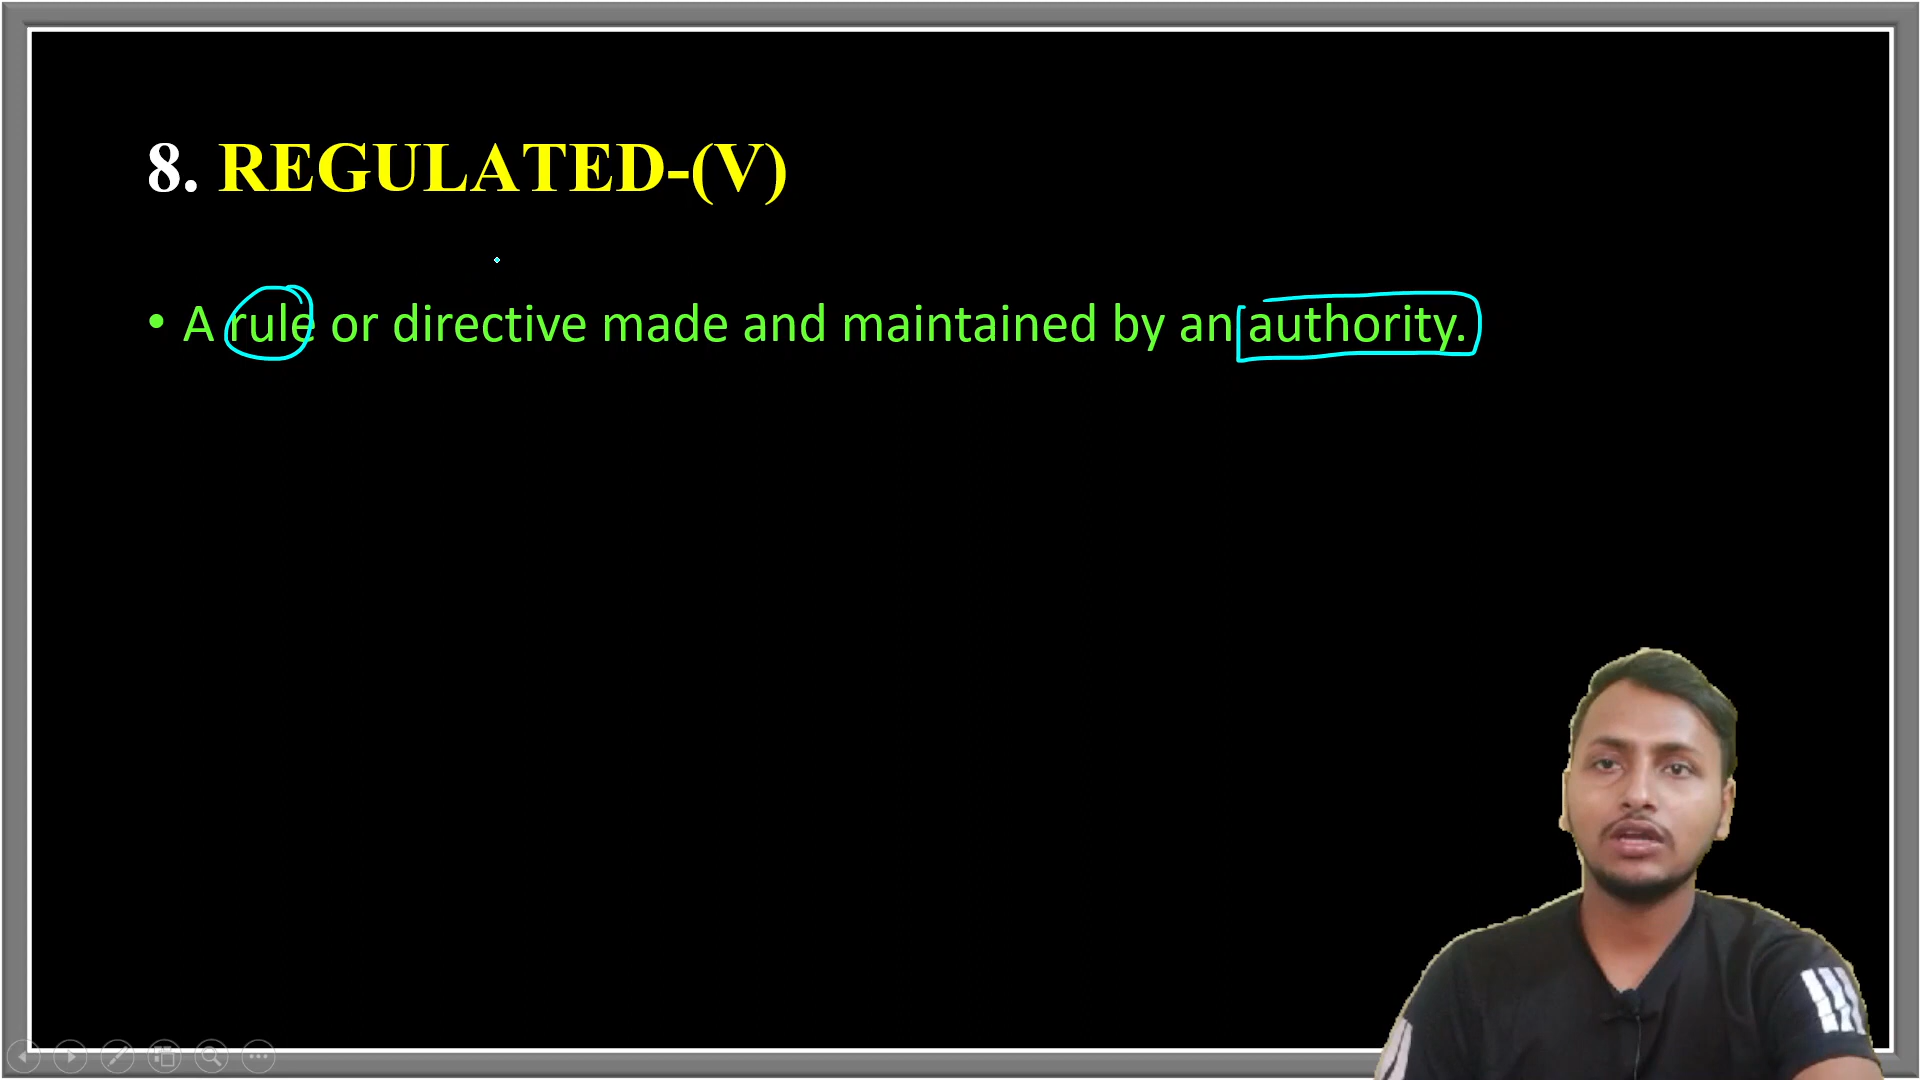 8. REGULATED-(V)
• A rule or directive made and maintained by an authority.